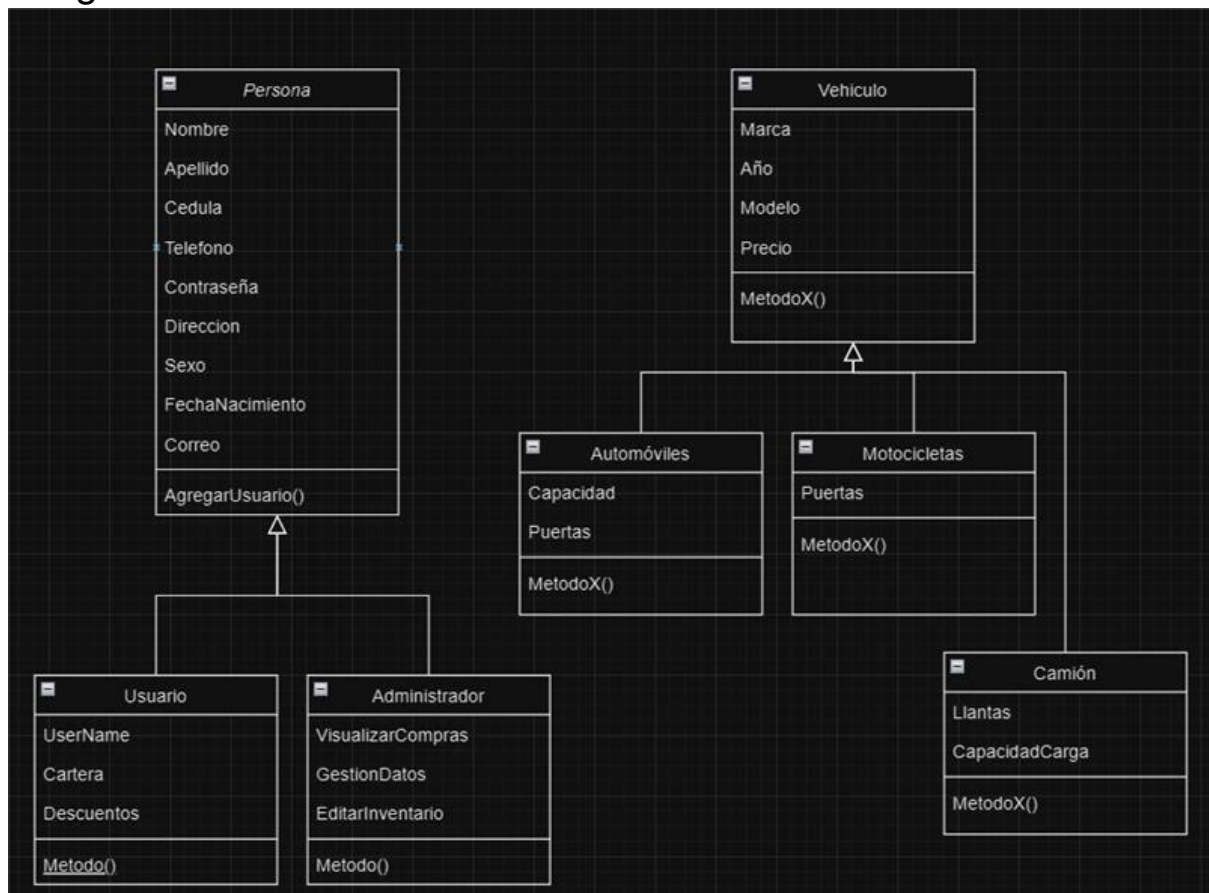 Persona
Nombre
Apellido
Cedula
Telefono
Contraseña
Direccion
Sexo
FechaNacimiento
Correo
AgregarUsuario()
Vehiculo
Marca
Año
Modelo
Precio
MetodoX()
Automóviles
Capacidad
Puertas
MetodoX()
Motocicletas
Puertas
MetodoX()
Camión
Llantas
CapacidadCarga
MetodoX()
Usuario
UserName
Cartera
Descuentos
Metodo()
Administrador
VisualizarCompras
GestionDatos
EditarInventario
Metodo()